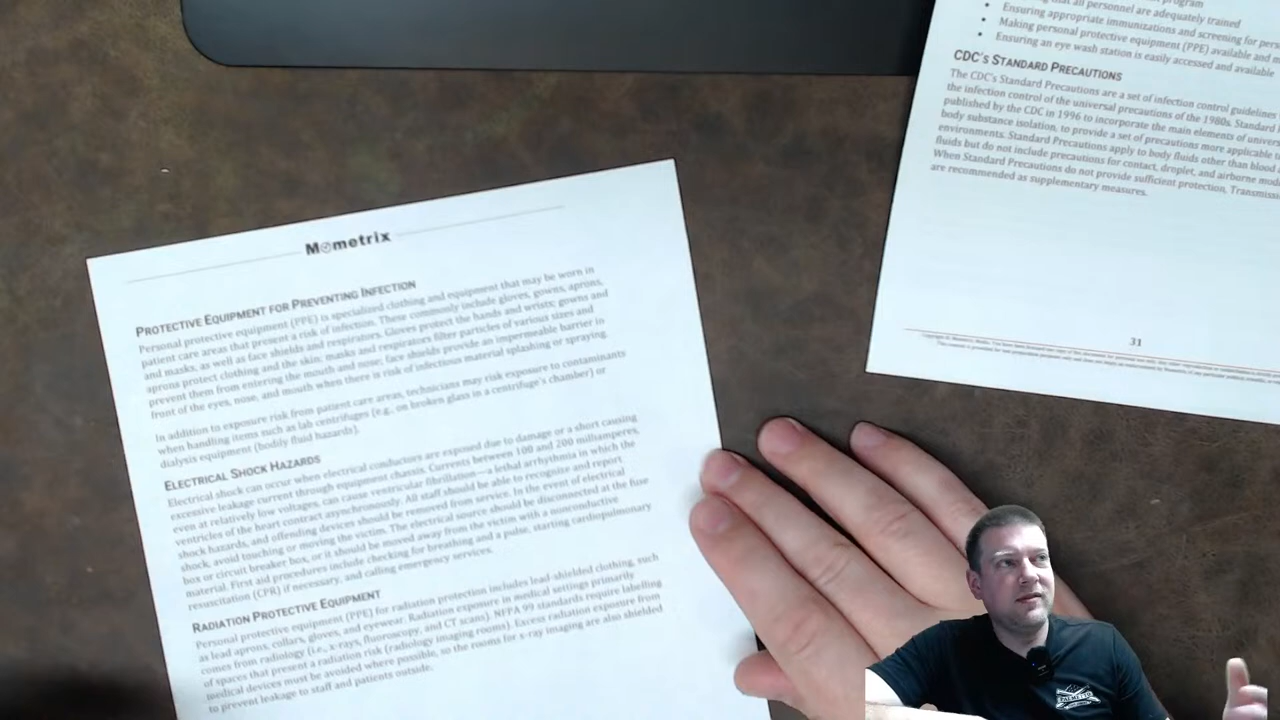 Mometrix
PROTECTIVE EQUIPMENT FOR PREVENTING INFECTION
Personal protective equipment (PPE) is specialized clothing and equipment that may be worn in
patient care areas that present a risk of infection. These commonly include gloves, gowns, aprons,
and masks, as well as face shields and respirators. Gloves protect the hands and wrists; gowns and
aprons protect clothing and the skin; masks and respirators filter particles of various sizes and
prevent them from entering the mouth and nose; face shields provide an impermeable barrier in
front of the eyes, nose, and mouth when there is risk of infectious material splashing or spraying.
In addition to exposure risk from patient care areas, technicians may risk exposure to contaminants
when handling items such as lab centrifuges (e.g., on broken glass in a centrifuge's chamber) or
dialysis equipment (bodily fluid hazards).
ELECTRICAL SHOCK HAZARDS
Electrical shock can occur when electrical conductors are exposed due to damage or a short causing
excessive leakage current through equipment chassis. Currents between 100 and 200 milliamperes,
even at relatively low voltages, can cause ventricular fibrillation—a lethal arrhythmia in which the
ventricles of the heart contract asynchronously. All staff should be able to recognize and report
shock hazards, and offending devices should be removed from service. In the event of electrical
shock, avoid touching or moving the victim. The electrical source should be disconnected at the fuse
box or circuit breaker box, or it should be moved away from the victim with a nonconductive
material. First aid procedures include checking for breathing and a pulse, starting cardiopulmonary
resuscitation (CPR) if necessary, and calling emergency services.
RADIATION PROTECTIVE EQUIPMENT
Personal protective equipment (PPE) for radiation protection includes lead-shielded clothing, such
as lead aprons, collars, gloves, and eyewear. Radiation exposure in medical settings primarily
comes from radiology (i.e., x-rays, fluoroscopy, and CT scans). NFPA 99 standards require labelling
of spaces that present a radiation risk (radiology imaging rooms). Excess radiation exposure from
medical devices must be avoided where possible, so the rooms for x-ray imaging are also shielded
to prevent leakage to staff and patients outside.
program
that all personnel are adequately trained
• Ensuring appropriate immunizations and screening for
• Making personal protective equipment (PPE) available and
• Ensuring an eye wash station is easily accessed and available
CDC'S STANDARD PRECAUTIONS
The CDC's Standard Precautions are a set of infection control guidelines
the infection control of the universal precautions of the 1980s. Standard
published by the CDC in 1996 to incorporate the main elements of
body substance isolation, to provide a set of precautions more applicable
environments. Standard Precautions apply to body fluids other than blood
fluids but do not include precautions for contact, droplet, and airborne
When Standard Precautions do not provide sufficient protection,
are recommended as supplementary measures.
31
PALMETTO